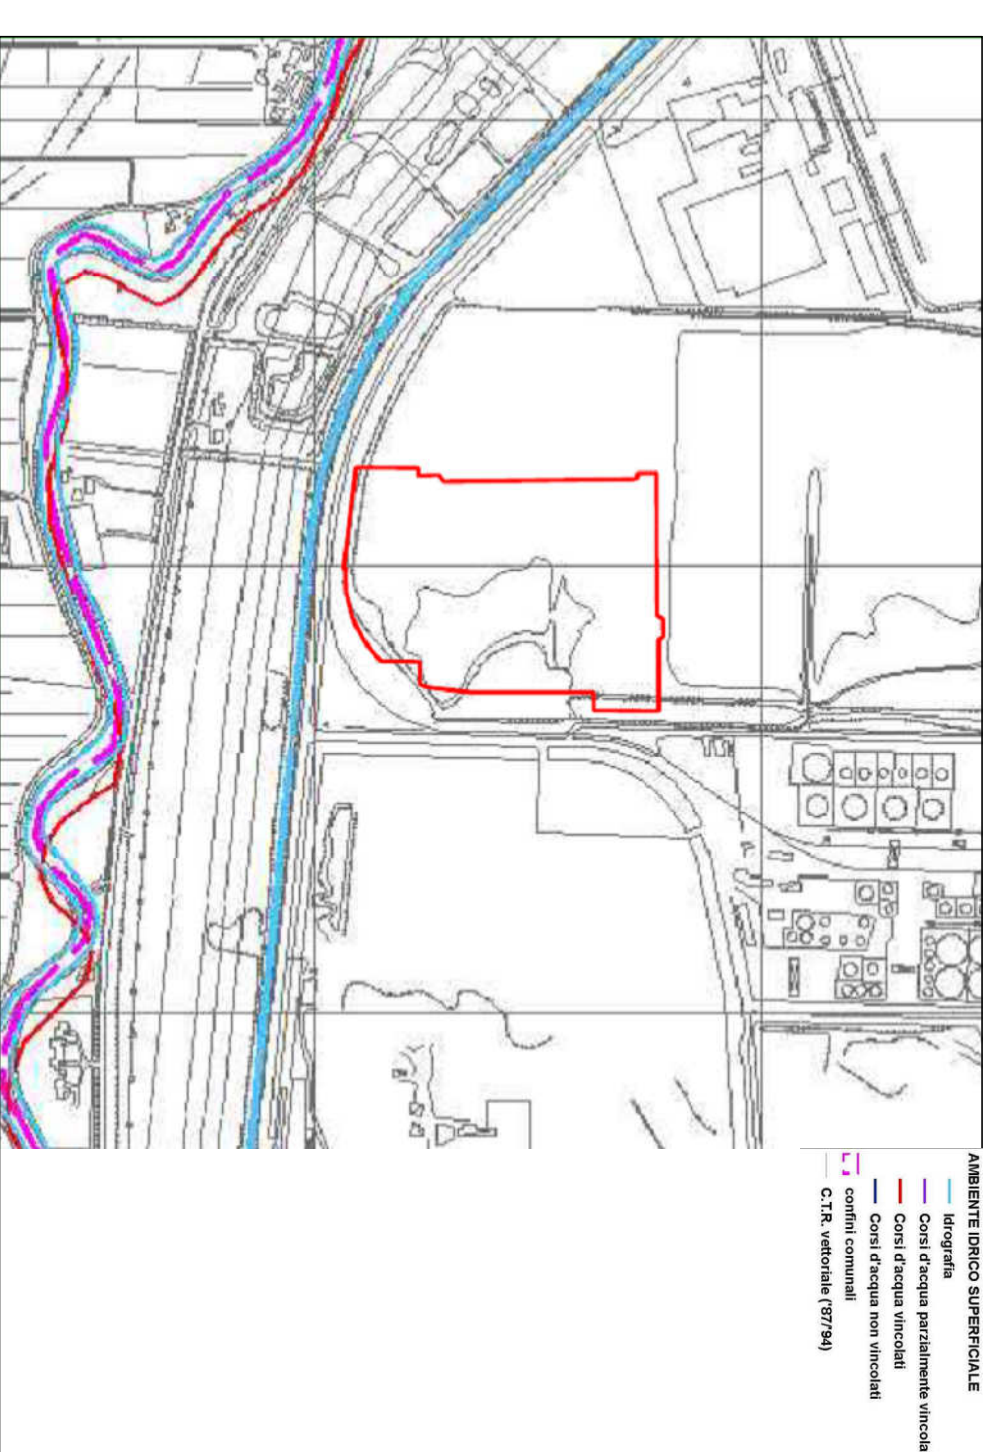 AMBIENTE IDRICO SUPERFICIALE
Idrografia
Corsi d'acqua parzialmente vincola
Corsi d'acqua vincolati
Corsi d'acqua non vincolati
confini comunali
C.T.R. vettoriale ('87/'94)